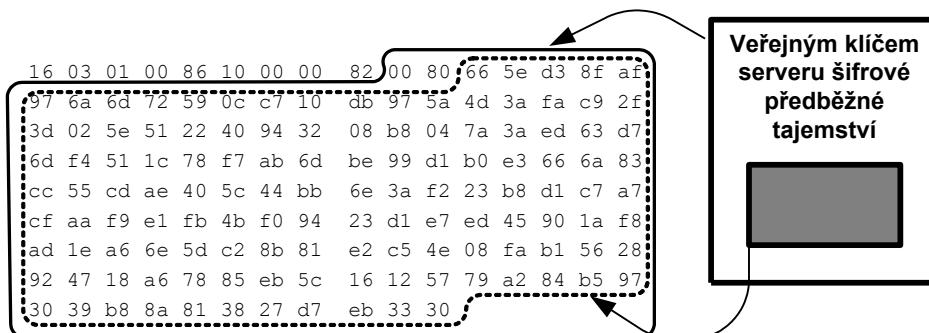 Veřejným klíčem
serveru šifrové
předběžné
tajemství
16 03 01 00 86 10 00 00 82 00 80 66 5e d3 8f af
97 6a 6d 72 59 0c c7 10 db 97 5a 4d 3a fa c9 2f
3d 02 5e 51 22 40 94 32 08 b8 04 7a 3a ed 63 d7
6d f4 51 1c 78 f7 ab 6d be 99 d1 b0 e3 66 6a 83
cc 55 cd ae 40 5c 44 bb 6e 3a f2 23 b8 d1 c7 a7
cf aa f9 e1 fb 4b f0 94 23 d1 e7 ed 45 90 1a f8
ad 1e a6 6e 5d c2 8b 81 e2 c5 4e 08 fa b1 56 28
92 47 18 a6 78 85 eb 5c 16 12 57 79 a2 84 b5 97
30 39 b8 8a 81 38 27 d7 eb 33 30